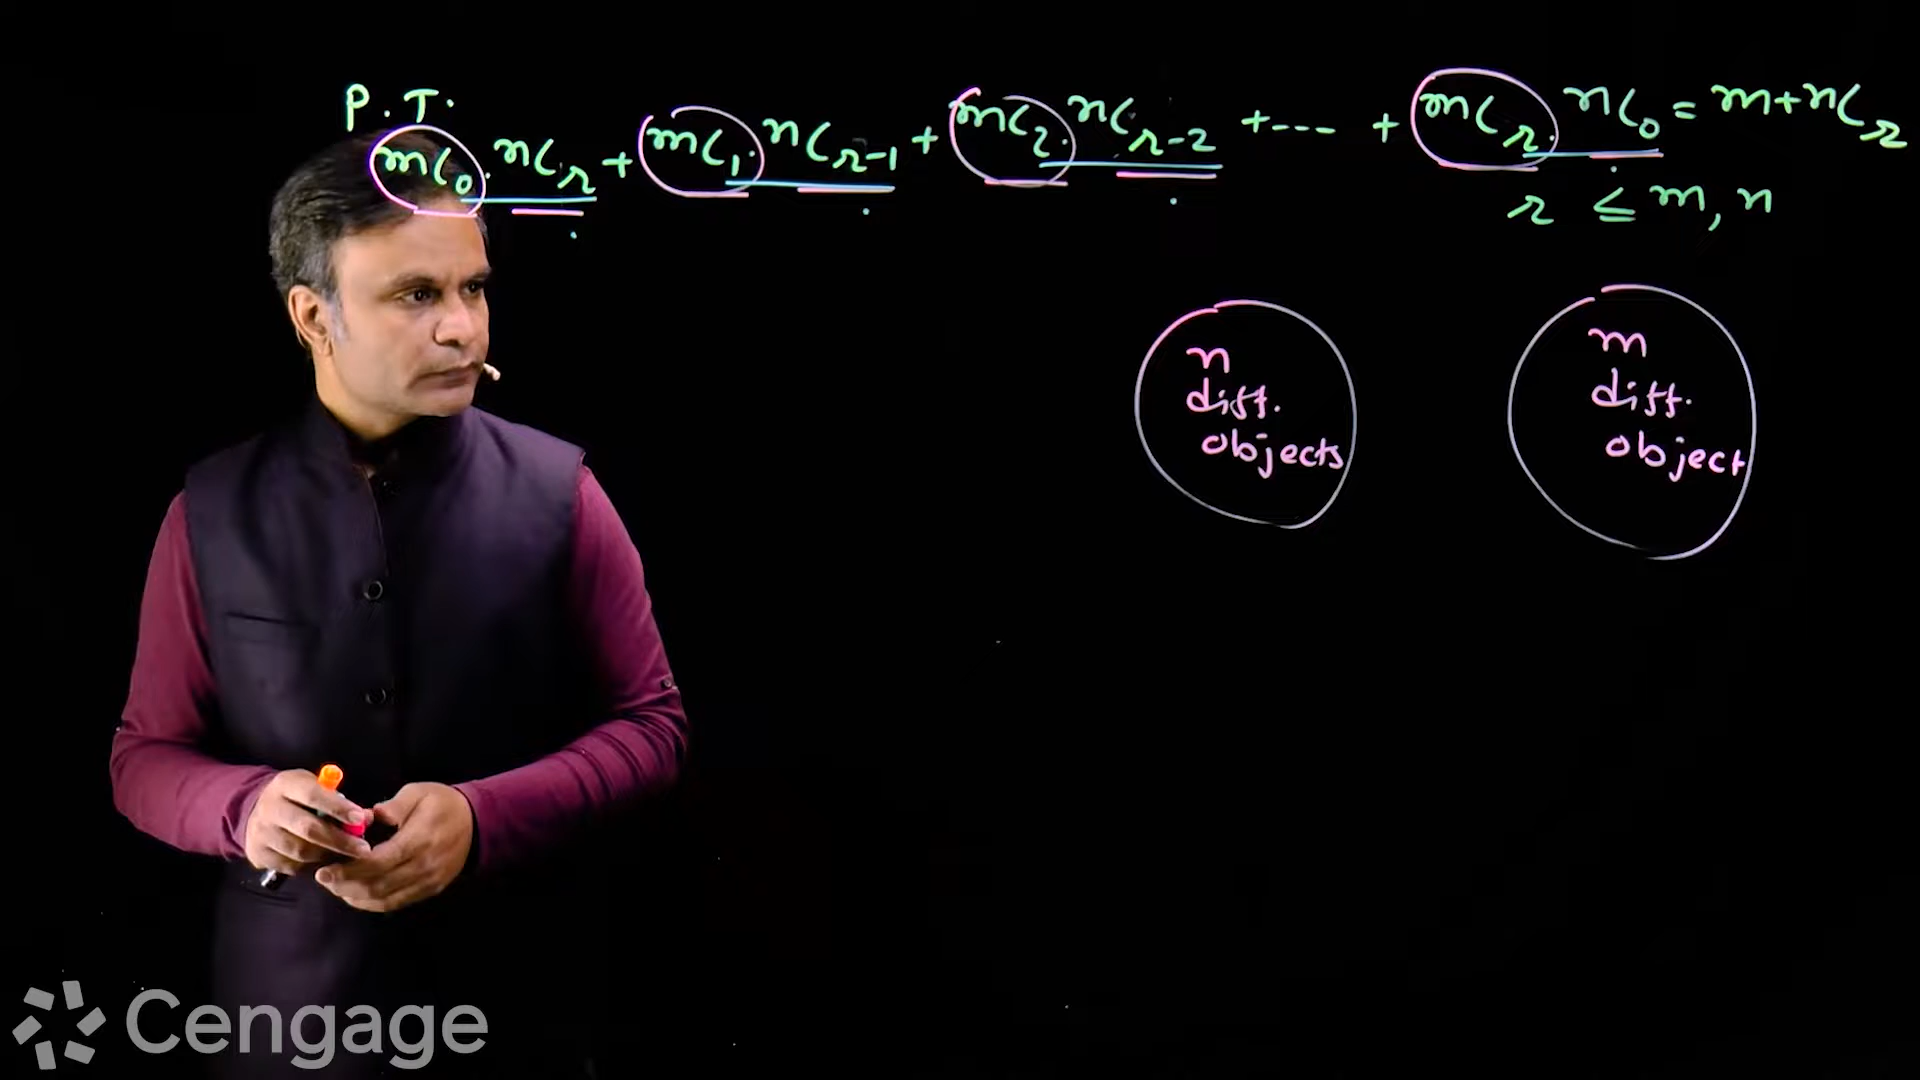 P.T.
mC₀. nCᵣ + mC₁. nCᵣ₋₁ + mC₂. nCᵣ₋₂ +--- + mCᵣ. nC₀ = m+nCᵣ
r ≤ m, n
n
diff.
objects
m
diff.
object
Cengage